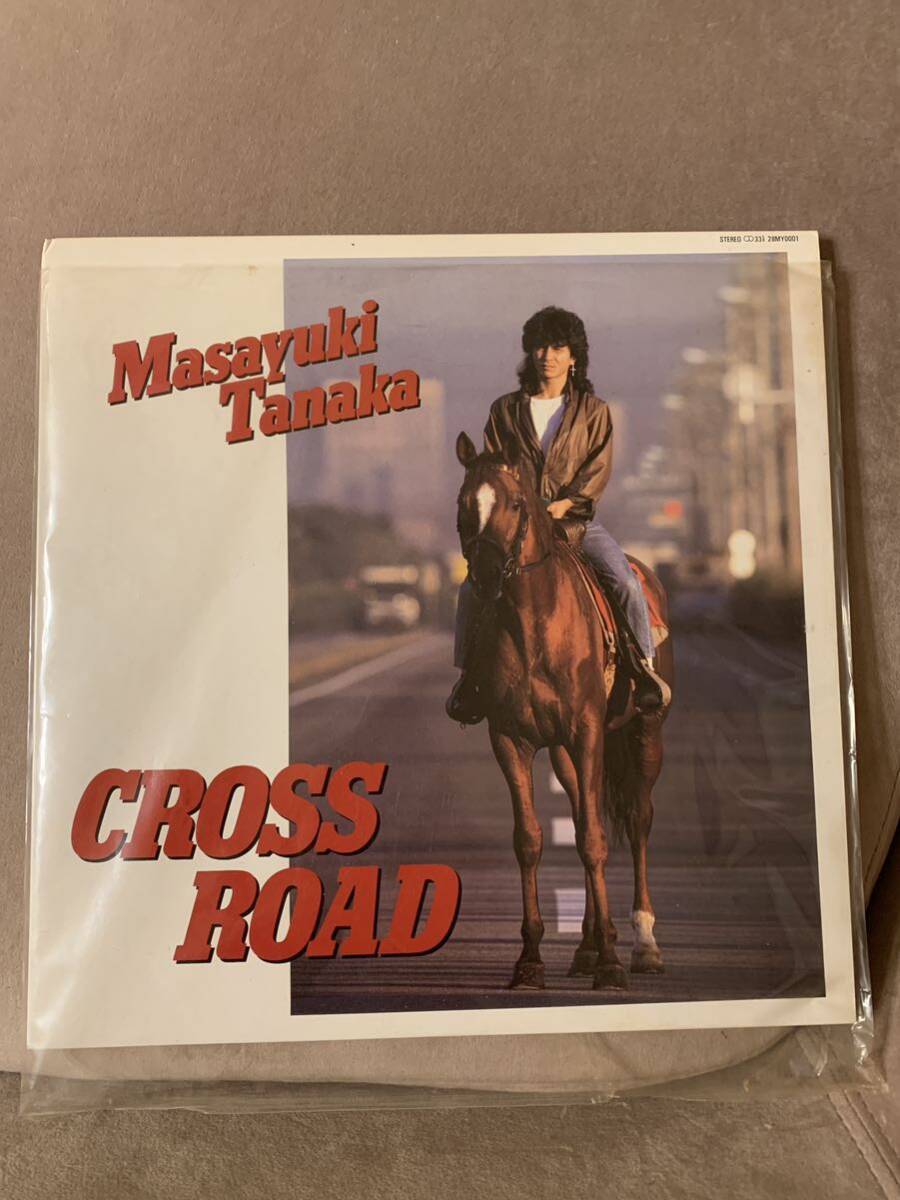 STEREO 33⅓ 28MY0001
Masayuki
Tanaka
CROSS
ROAD